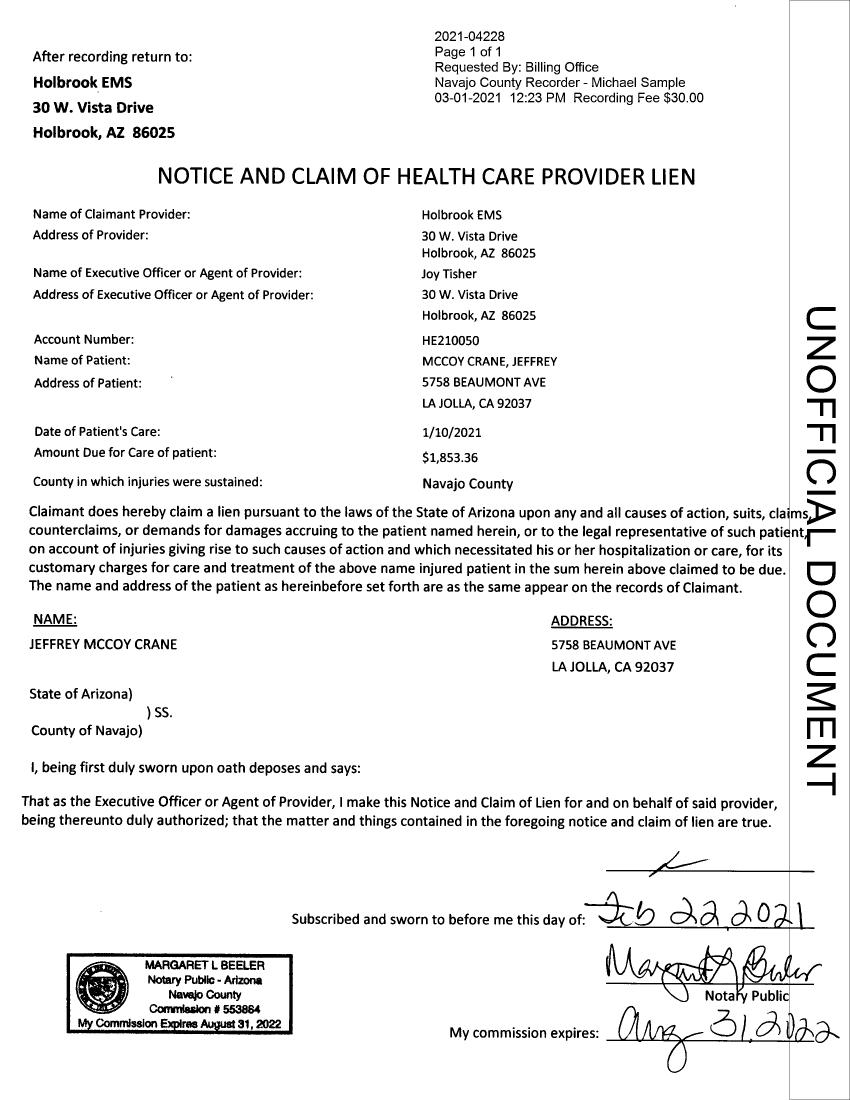 2021-04228
Page 1 of 1
Requested By: Billing Office
Navajo County Recorder - Michael Sample
03-01-2021 12:23 PM Recording Fee $30.00
After recording return to:
Holbrook EMS
30 W. Vista Drive
Holbrook, AZ 86025
NOTICE AND CLAIM OF HEALTH CARE PROVIDER LIEN
Name of Claimant Provider: Holbrook EMS
Address of Provider: 30 W. Vista Drive
Holbrook, AZ 86025
Name of Executive Officer or Agent of Provider: Joy Tisher
Address of Executive Officer or Agent of Provider: 30 W. Vista Drive
Holbrook, AZ 86025
Account Number: HE210050
Name of Patient: MCCOY CRANE, JEFFREY
Address of Patient: 5758 BEAUMONT AVE
LA JOLLA, CA 92037
Date of Patient's Care: 1/10/2021
Amount Due for Care of patient: $1,853.36
County in which injuries were sustained: Navajo County
Claimant does hereby claim a lien pursuant to the laws of the State of Arizona upon any and all causes of action, suits, claims,
counterclaims, or demands for damages accruing to the patient named herein, or to the legal representative of such patient,
on account of injuries giving rise to such causes of action and which necessitated his or her hospitalization or care, for its
customary charges for care and treatment of the above name injured patient in the sum herein above claimed to be due.
The name and address of the patient as hereinbefore set forth are as the same appear on the records of Claimant.
NAME: ADDRESS:
JEFFREY MCCOY CRANE 5758 BEAUMONT AVE
LA JOLLA, CA 92037
State of Arizona)
) SS.
County of Navajo)
I, being first duly sworn upon oath deposes and says:
That as the Executive Officer or Agent of Provider, I make this Notice and Claim of Lien for and on behalf of said provider,
being thereunto duly authorized; that the matter and things contained in the foregoing notice and claim of lien are true.
Subscribed and sworn to before me this day of: Feb 22, 2021
Margaret L Beeler
Notary Public
My commission expires: Aug 31, 2022
MARGARET L BEELER
Notary Public - Arizona
Navajo County
Commission # 553864
My Commission Expires August 31, 2022
UNOFFICIAL DOCUMENT